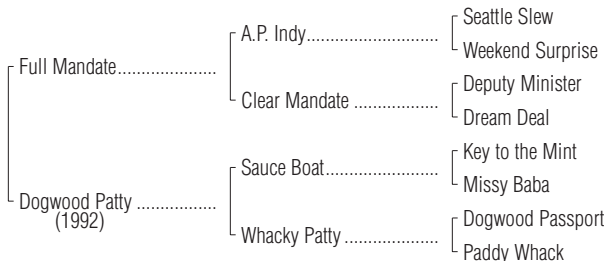 Full Mandate.....................
Dogwood Patty .................
(1992)
A.P. Indy............................
Clear Mandate ..................
Sauce Boat........................
Whacky Patty ....................
Seattle Slew
Weekend Surprise
Deputy Minister
Dream Deal
Key to the Mint
Missy Baba
Dogwood Passport
Paddy Whack